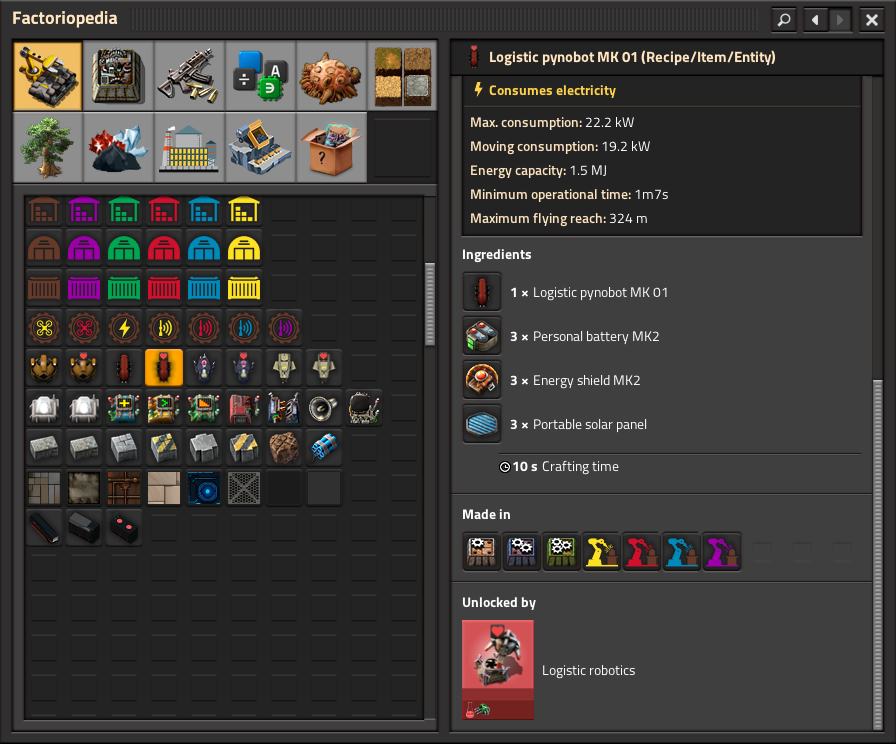 Factoriopedia
A
?
Logistic pynobot MK 01 (Recipe/Item/Entity)
Consumes electricity
Max. consumption: 22.2 kW
Moving consumption: 19.2 kW
Energy capacity: 1.5 MJ
Minimum operational time: 1m7s
Maximum flying reach: 324 m
Ingredients
1 × Logistic pynobot MK 01
3 × Personal battery MK2
3 × Energy shield MK2
3 × Portable solar panel
10 s Crafting time
Made in
Unlocked by
Logistic robotics